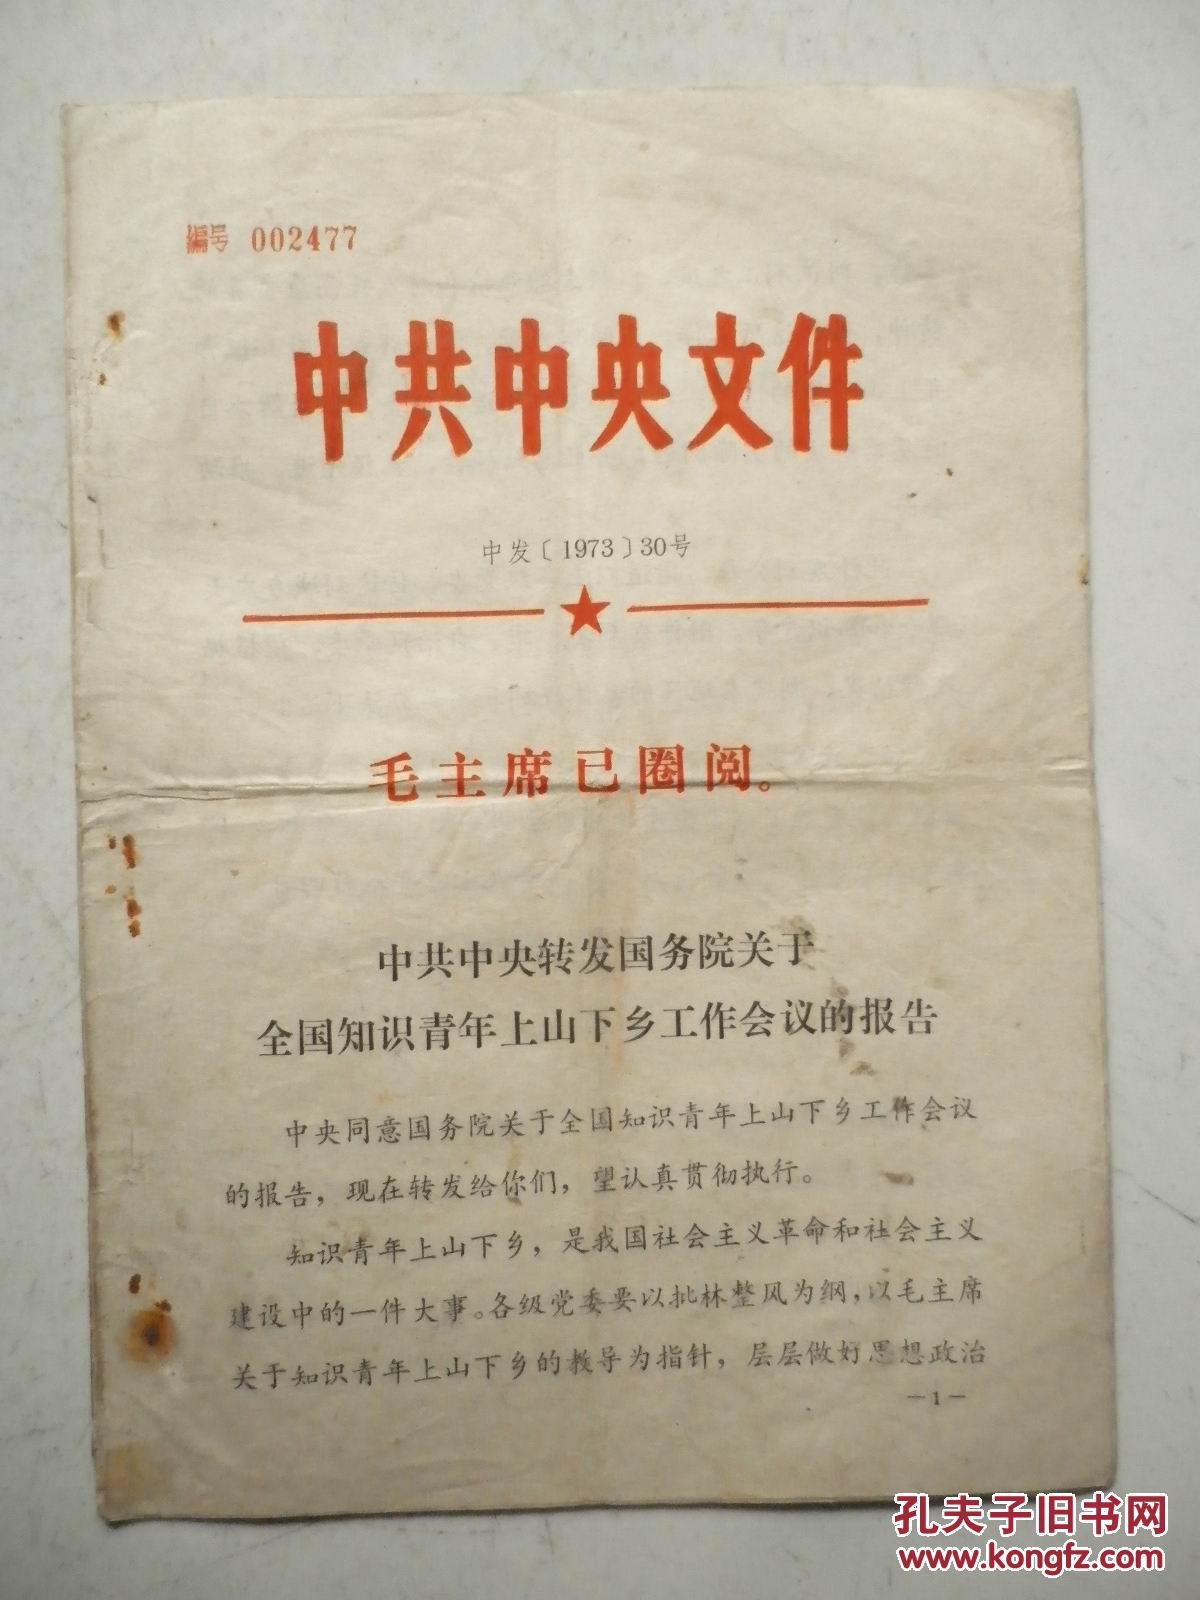 编号 002477
中共中央文件
中发〔1973〕30号
毛主席已圈阅。
中共中央转发国务院关于
全国知识青年上山下乡工作会议的报告
中央同意国务院关于全国知识青年上山下乡工作会议
的报告，现在转发给你们，望认真贯彻执行。
知识青年上山下乡，是我国社会主义革命和社会主义
建设中的一件大事。各级党委要以批林整风为纲，以毛主席
关于知识青年上山下乡的教导为指针，层层做好思想政治
—1—
孔夫子旧书网
www.kongfz.com